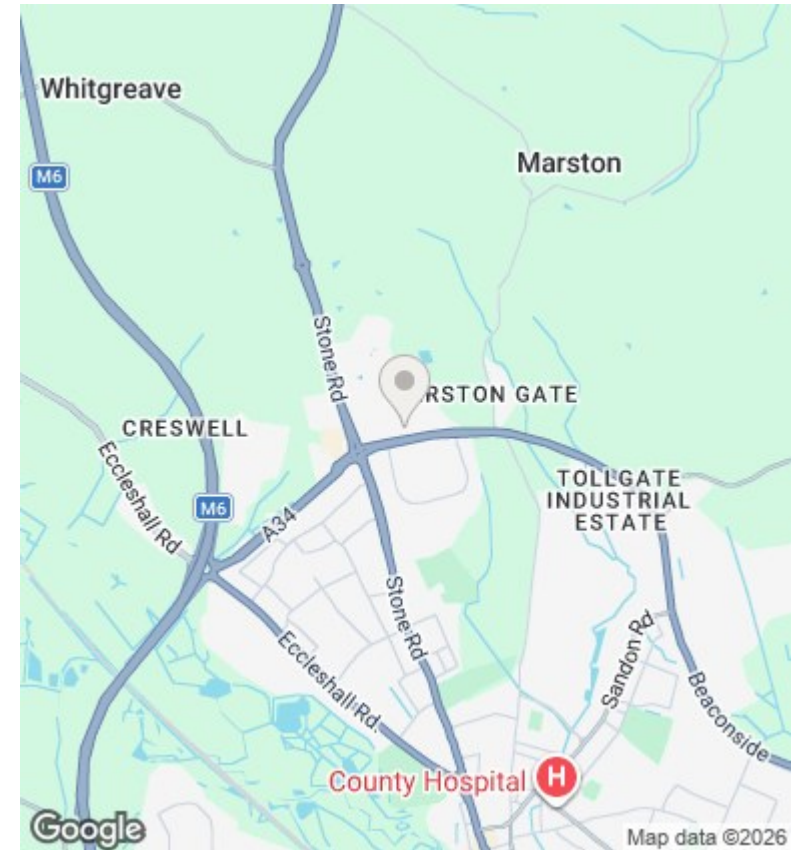 Whitgreave
M6
Marston
Stone Rd
RSTON GATE
CRESWELL
Eccleshall Rd
M6
A34
TOLLGATE
INDUSTRIAL
ESTATE
Stone Rd
Sandon Rd
Eccleshall Rd.
Beaconside
County Hospital
H
Google
Map data ©2026